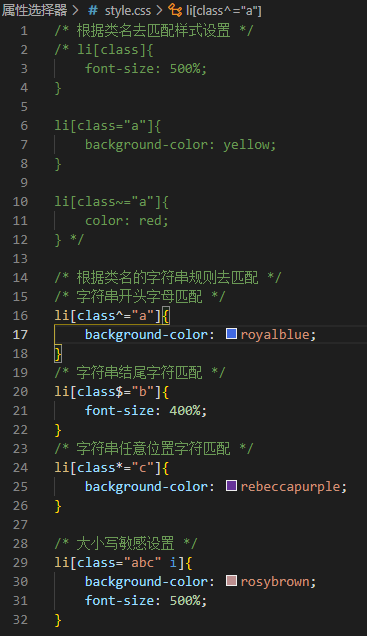 属性选择器 > # style.css > li[class^="a"]
1 /* 根据类名去匹配样式设置 */
2 /* li[class]{
3 font-size: 500%;
4 }
5
6 li[class="a"]{
7 background-color: yellow;
8 }
9
10 li[class~="a"]{
11 color: red;
12 } */
13
14 /* 根据类名的字符串规则去匹配 */
15 /* 字符串开头字母匹配 */
16 li[class^="a"]{
17 background-color: royalblue;
18 }
19 /* 字符串结尾字符匹配 */
20 li[class$="b"]{
21 font-size: 400%;
22 }
23 /* 字符串任意位置字符匹配 */
24 li[class*="c"]{
25 background-color: rebeccapurple;
26 }
27
28 /* 大小写敏感设置 */
29 li[class="abc" i]{
30 background-color: rosybrown;
31 font-size: 500%;
32 }